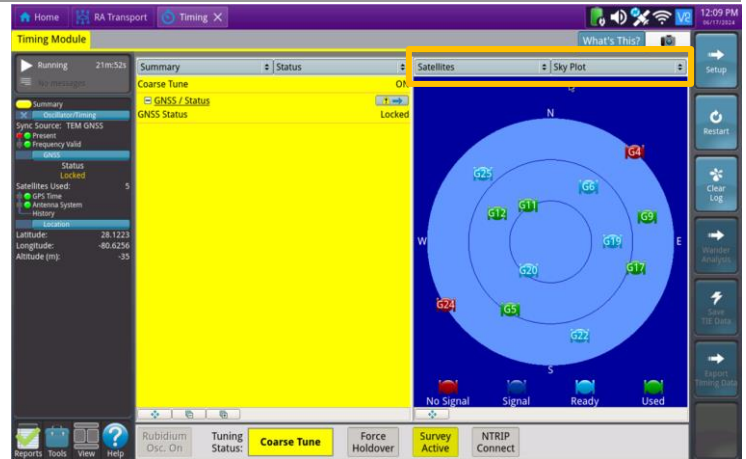 Home
RA Transport
Timing
VZ
12:09 PM
06/17/2024
Timing Module
What's This?
Running 21m:52s
No messages
Summary
Oscillator/Timing
Sync Source: TEM GNSS
Present
Frequency Valid
GNSS
Status
Locked
Satellites Used: 5
GPS Time
Antenna System
History
Location
Latitude: 28.1223
Longitude: -80.6256
Altitude (m): -35
Summary
Status
Coarse Tune ON
GNSS / Status
GNSS Status Locked
Satellites
Sky Plot
N
G4
G25
G6
G11
G12
G9
W
G19
E
G20
G17
G24
G5
G22
S
No Signal
Signal
Ready
Used
Setup
Restart
Clear
Log
Wander
Analysis
Save
TIE Data
Export
Timing Data
Reports
Tools
View
Help
Rubidium
Osc. On
Tuning
Status:
Coarse Tune
Force
Holdover
Survey
Active
NTRIP
Connect